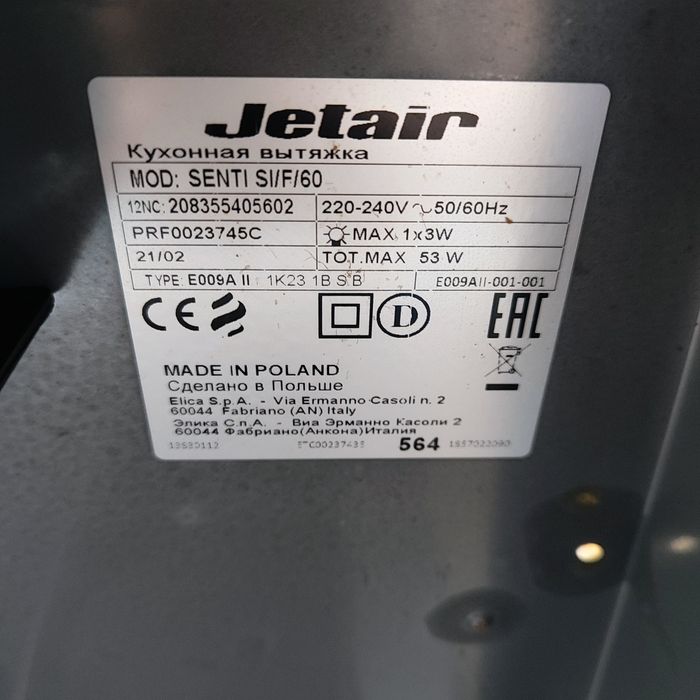 Jetair
Кухонная вытяжка
MOD: SENTI SI/F/60
12NC: 208355405602 220-240V ~ 50/60Hz
PRF0023745C MAX 1x3W
21/02 TOT.MAX 53 W
TYPE: E009A II 1K23 1B S B E009AII-001-001
CE D EAC
MADE IN POLAND
Сделано в Польше
Elica S.p.A. - Via Ermanno Casoli n. 2
60044 Fabriano (AN) Italy
Элика С.п.А. - Виа Эрманно Касоли 2
60044 Фабриано(Анкона)Италия
564